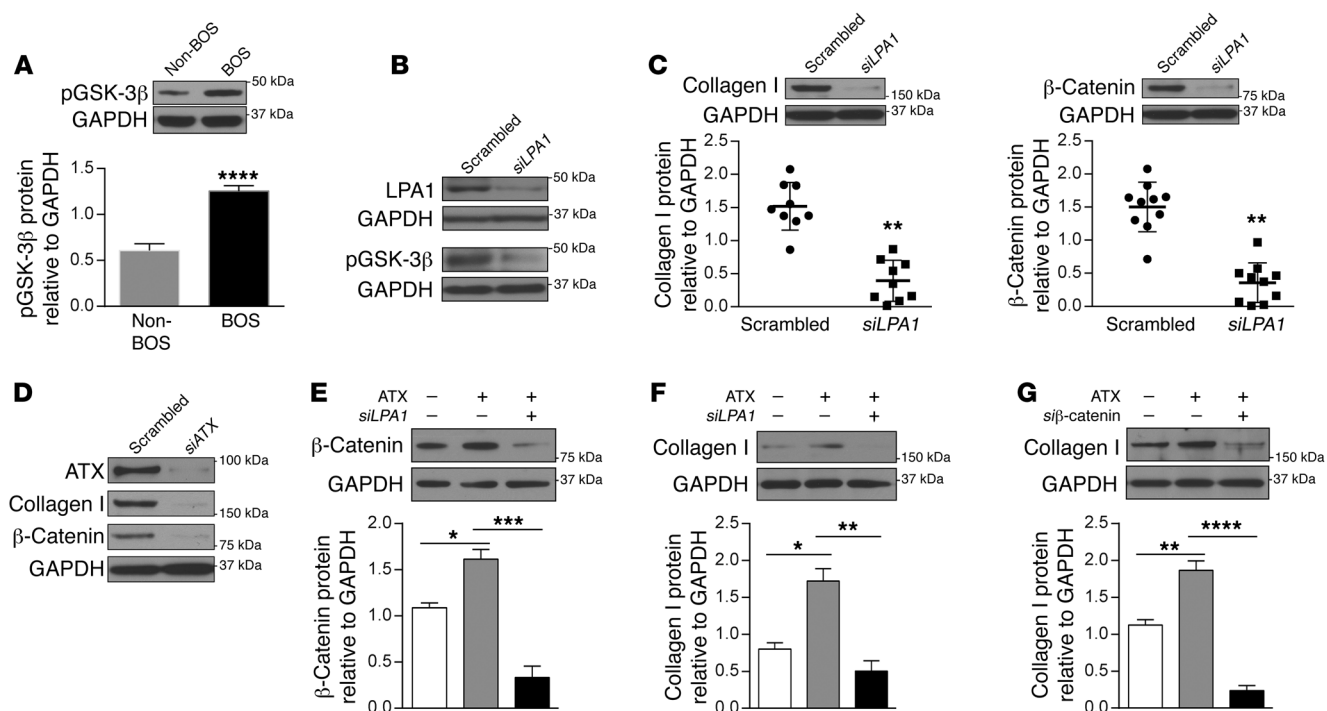 A
Non-BOS
BOS
pGSK-3β
50 kDa
GAPDH
37 kDa
pGSK-3β protein
relative to GAPDH
1.5
1.0
0.5
0.0
****
Non-
BOS
BOS
B
Scrambled
siLPA1
LPA1
50 kDa
GAPDH
37 kDa
pGSK-3β
50 kDa
GAPDH
37 kDa
C
Scrambled
siLPA1
Collagen I
150 kDa
GAPDH
37 kDa
Collagen I protein
relative to GAPDH
2.5
2.0
1.5
1.0
0.5
0.0
**
Scrambled
siLPA1
Scrambled
siLPA1
β-Catenin
75 kDa
GAPDH
37 kDa
β-Catenin protein
relative to GAPDH
2.5
2.0
1.5
1.0
0.5
0.0
**
Scrambled
siLPA1
D
Scrambled
siATX
ATX
100 kDa
Collagen I
150 kDa
β-Catenin
75 kDa
GAPDH
37 kDa
E
ATX – + +
siLPA1 +
β-Catenin
75 kDa
GAPDH
37 kDa
β-Catenin protein
relative to GAPDH
2.0
1.5
1.0
0.5
* ***
F
ATX – + +
siLPA1 +
Collagen I
150 kDa
GAPDH
37 kDa
Collagen I protein
relative to GAPDH
2.5
2.0
1.5
1.0
0.5
0.0
* **
G
ATX – + +
siβ-catenin +
Collagen I
150 kDa
GAPDH
37 kDa
Collagen I protein
relative to GAPDH
2.5
2.0
1.5
1.0
0.5
0.0
** ****